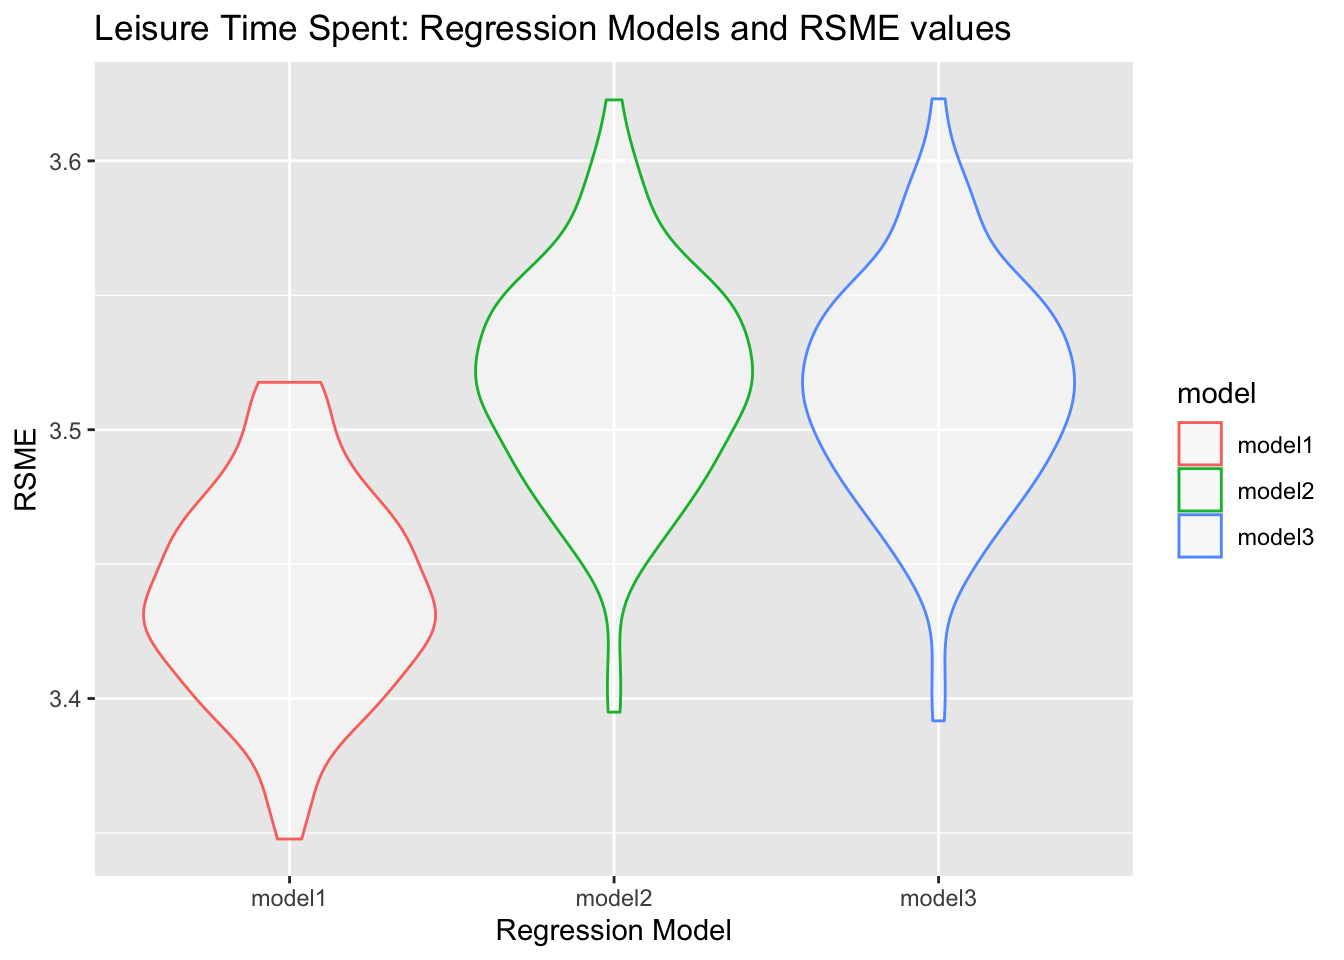 Leisure Time Spent: Regression Models and RSME values
RSME
3.6
3.5
3.4
model1
model2
model3
Regression Model
model
model1
model2
model3